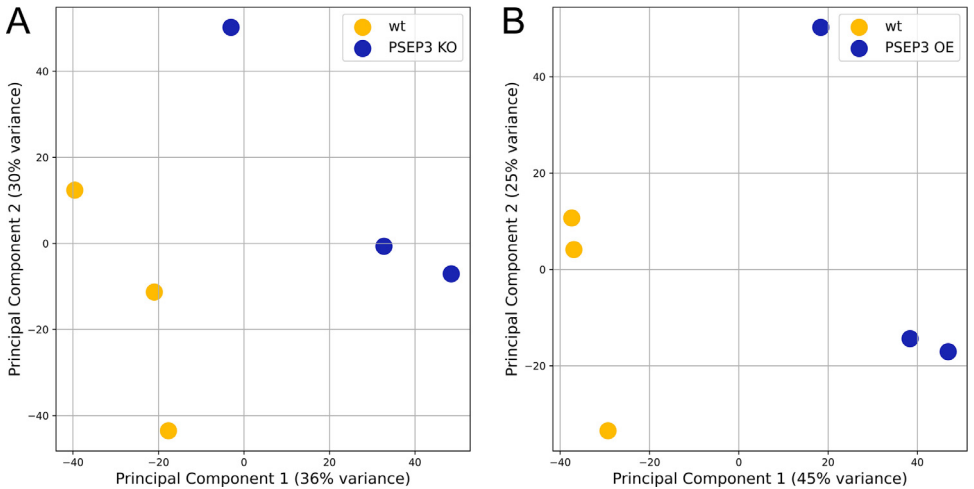 A
wt
PSEP3 KO
40
20
0
−20
−40
−40
−20
0
20
40
Principal Component 1 (36% variance)
Principal Component 2 (30% variance)
B
wt
PSEP3 OE
40
20
0
−20
−40
−20
0
20
40
Principal Component 1 (45% variance)
Principal Component 2 (25% variance)